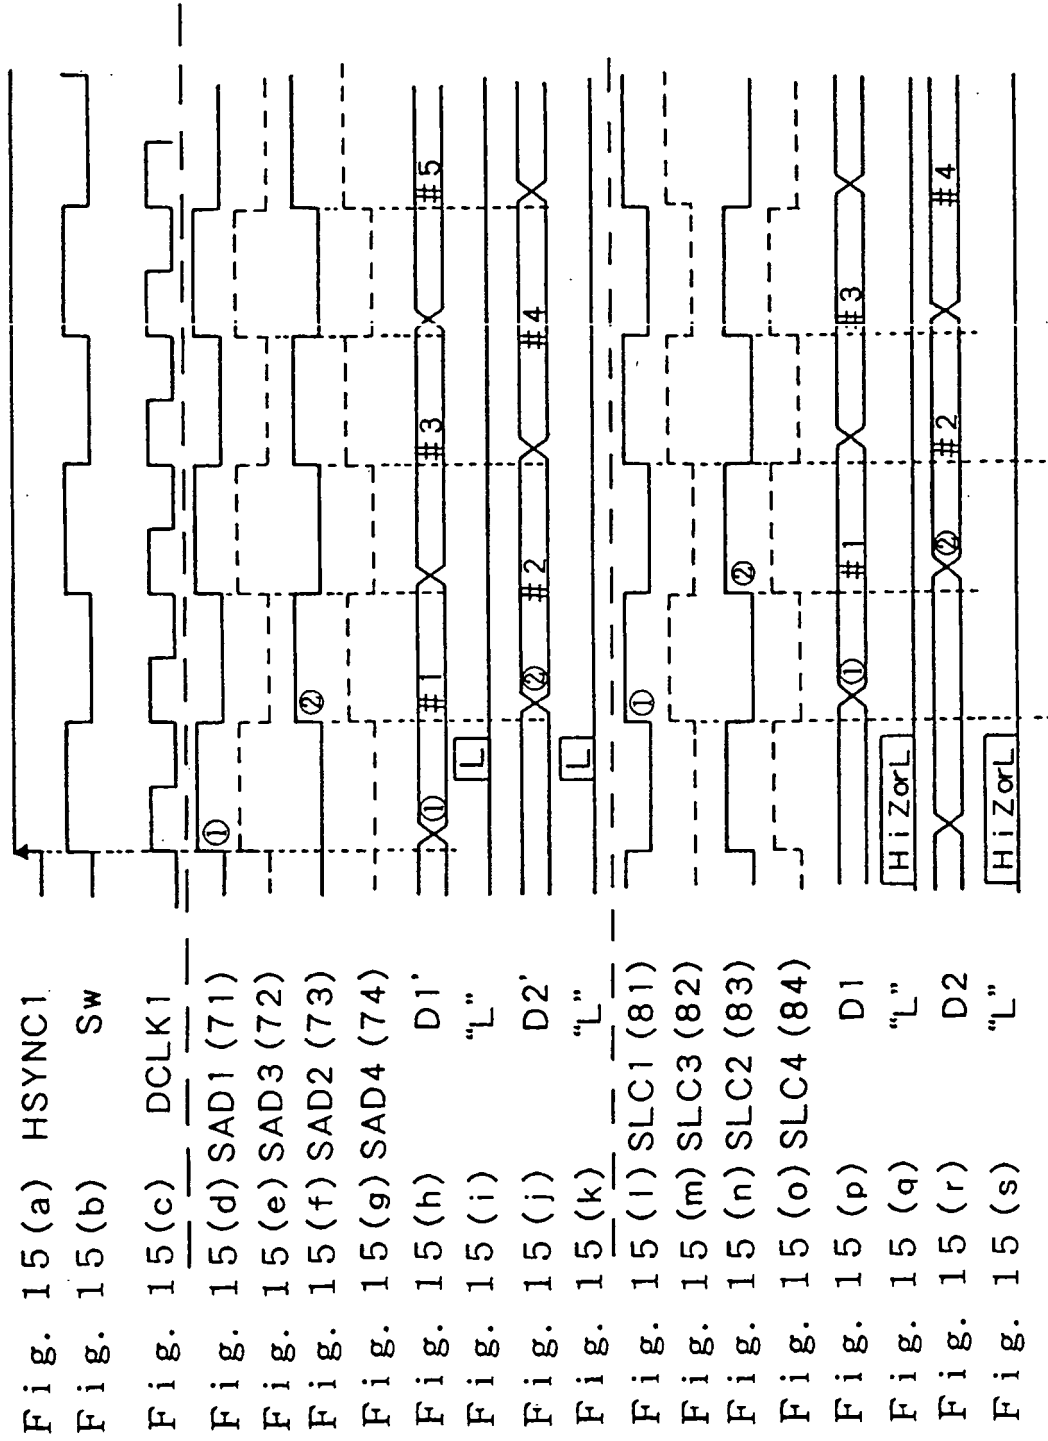 Fig. 15(a) HSYNC1
Fig. 15(b) Sw
Fig. 15(c) DCLK1
Fig. 15(d) SAD1(71) ①
Fig. 15(e) SAD3(72)
Fig. 15(f) SAD2(73) ②
Fig. 15(g) SAD4(74)
Fig. 15(h) D1' ① #1 #3 #5
Fig. 15(i) "L" L
Fig. 15(j) D2' ② #2 #4
Fig. 15(k) "L" L
Fig. 15(l) SLC1(81) ①
Fig. 15(m) SLC3(82)
Fig. 15(n) SLC2(83) ②
Fig. 15(o) SLC4(84)
Fig. 15(p) D1 ① #1 #3
Fig. 15(q) "L" HiZorL
Fig. 15(r) D2 ② #2 #4
Fig. 15(s) "L" HiZorL